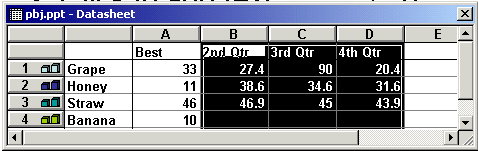 pbj.ppt - Datasheet
A B C D E
Best 2nd Qtr 3rd Qtr 4th Qtr
1 Grape 33 27.4 90 20.4
2 Honey 11 38.6 34.6 31.6
3 Straw 46 46.9 45 43.9
4 Banana 10